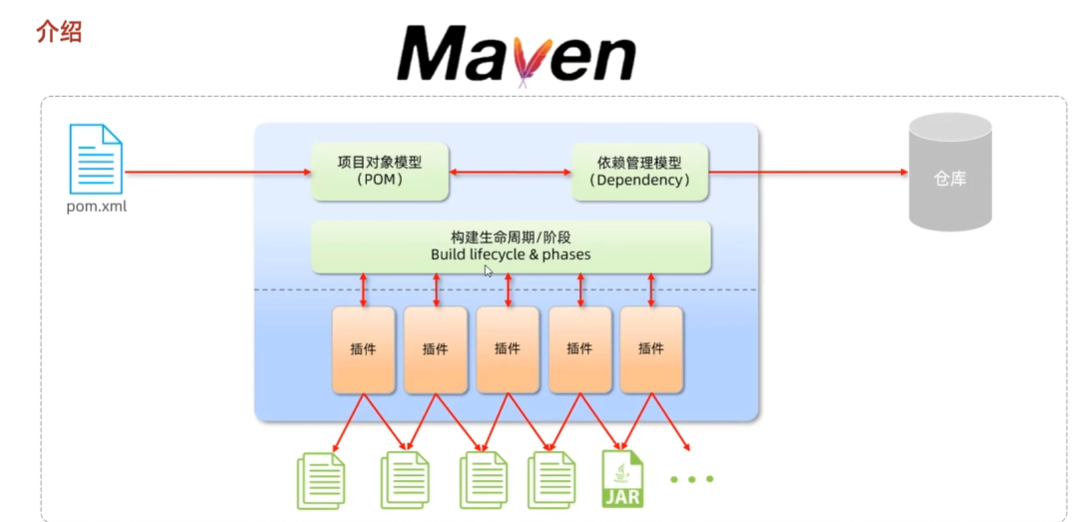 介绍
Maven
pom.xml
项目对象模型
（POM）
依赖管理模型
（Dependency）
仓库
构建生命周期/阶段
Build lifecycle & phases
插件
插件
插件
插件
插件
JAR